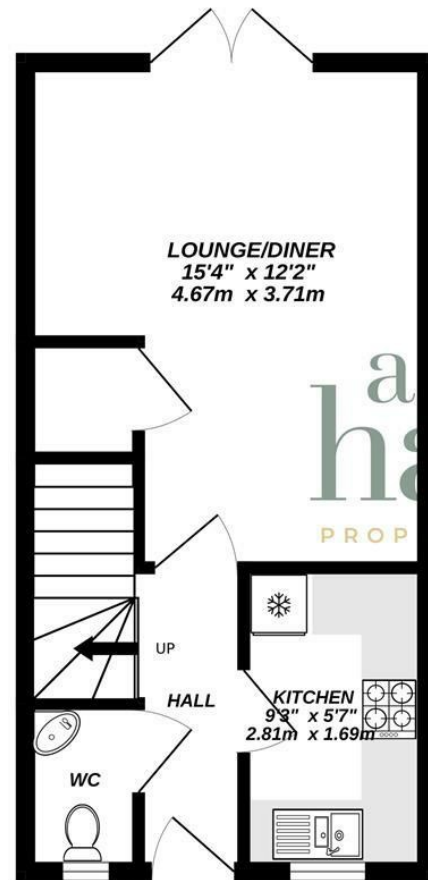 LOUNGE/DINER
15'4" x 12'2"
4.67m x 3.71m
a
ha
PROP
UP
HALL
KITCHEN
9'3" x 5'7"
2.81m x 1.69m
WC